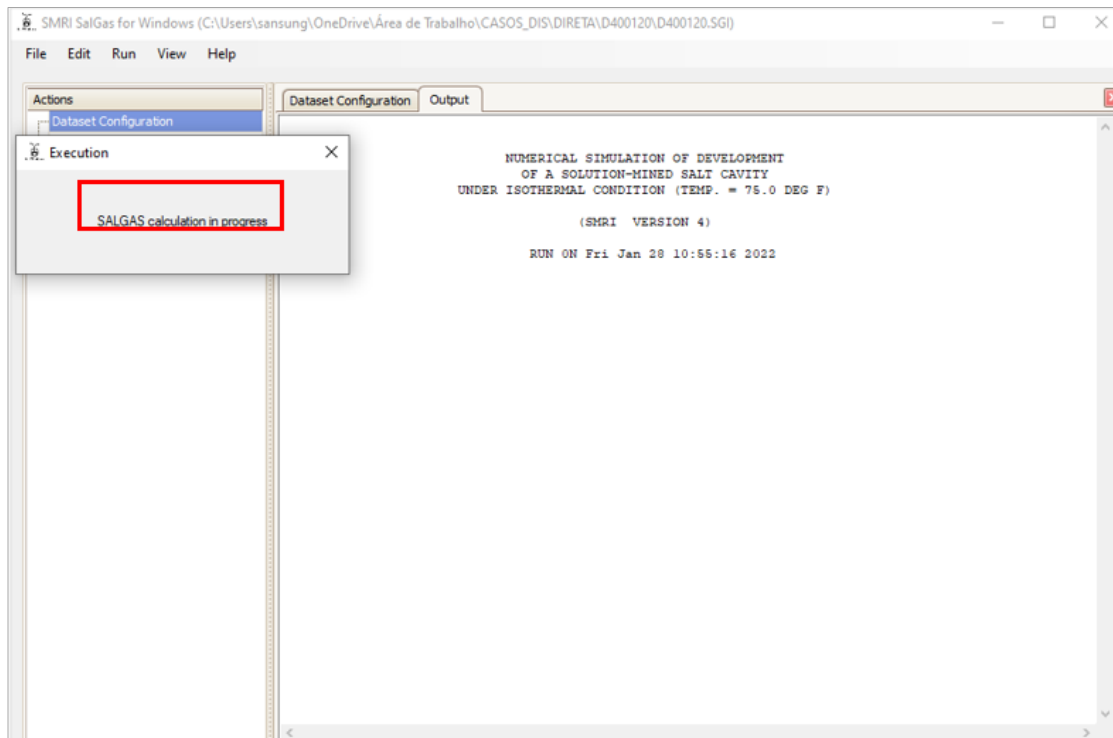 SMRI SalGas for Windows (C:\Users\sansung\OneDrive\Área de Trabalho\CASOS_DIS\DIRETA\D400120\D400120.SGI)
File Edit Run View Help
Actions
Dataset Configuration
Dataset Configuration Output
Execution
SALGAS calculation in progress
NUMERICAL SIMULATION OF DEVELOPMENT
OF A SOLUTION-MINED SALT CAVITY
UNDER ISOTHERMAL CONDITION (TEMP. = 75.0 DEG F)
(SMRI VERSION 4)
RUN ON Fri Jan 28 10:55:16 2022